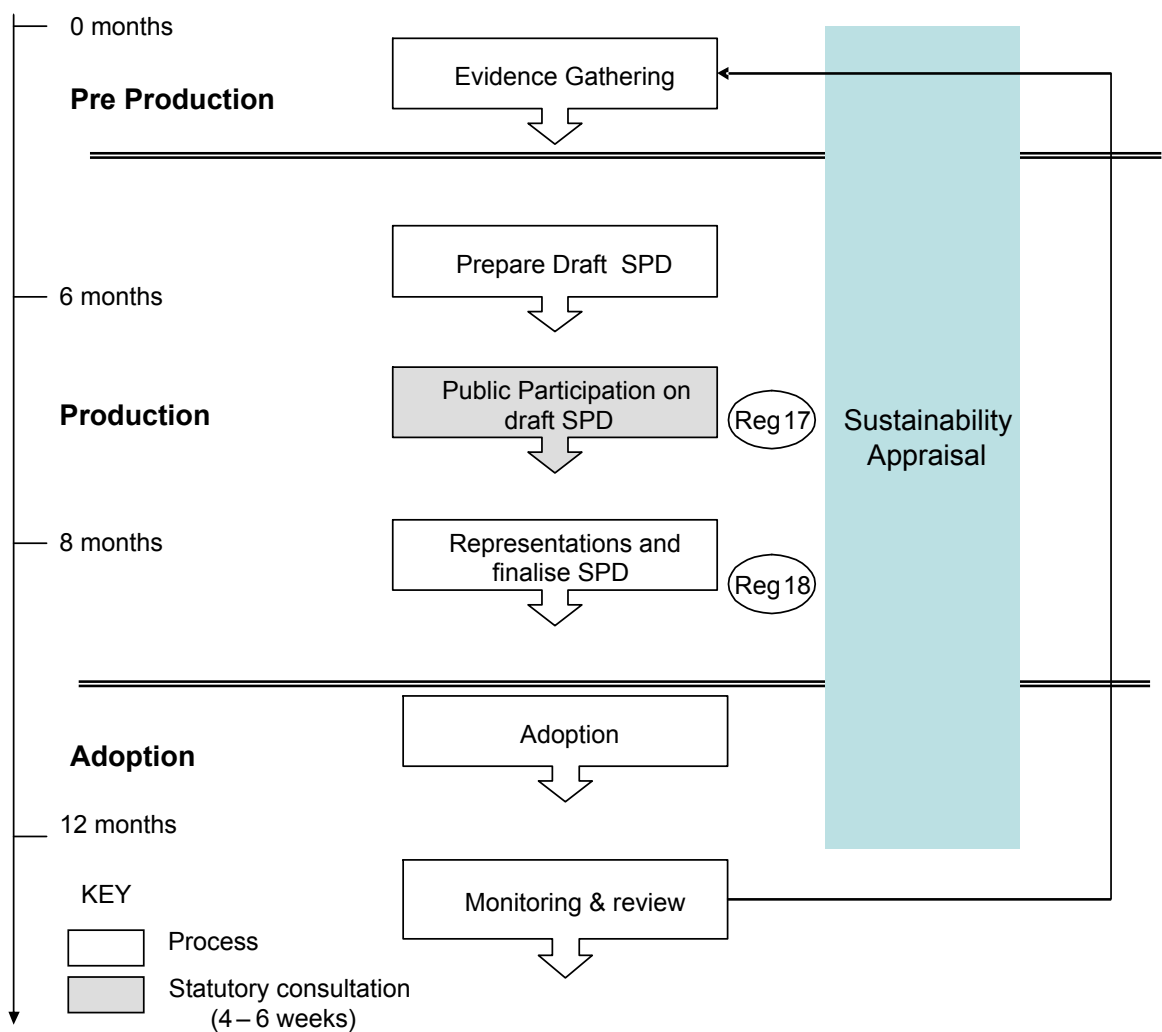 0 months
Evidence Gathering
Pre Production
Prepare Draft SPD
6 months
Public Participation on
draft SPD
Production
Reg 17
Sustainability
Appraisal
8 months
Representations and
finalise SPD
Reg 18
Adoption
Adoption
12 months
Monitoring & review
KEY
Process
Statutory consultation
(4 – 6 weeks)